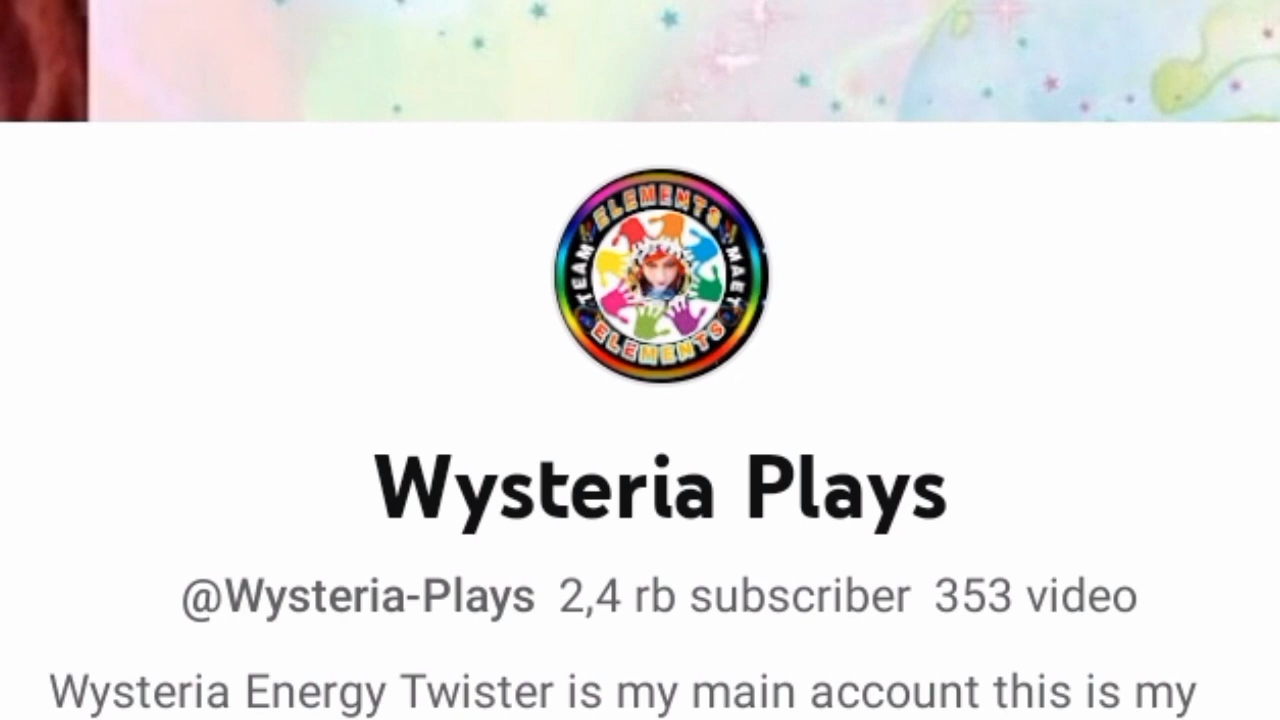 ELEMENTS
TEAM
MAET
ELEMENTS
Wysteria Plays
@Wysteria-Plays 2,4 rb subscriber 353 video
Wysteria Energy Twister is my main account this is my